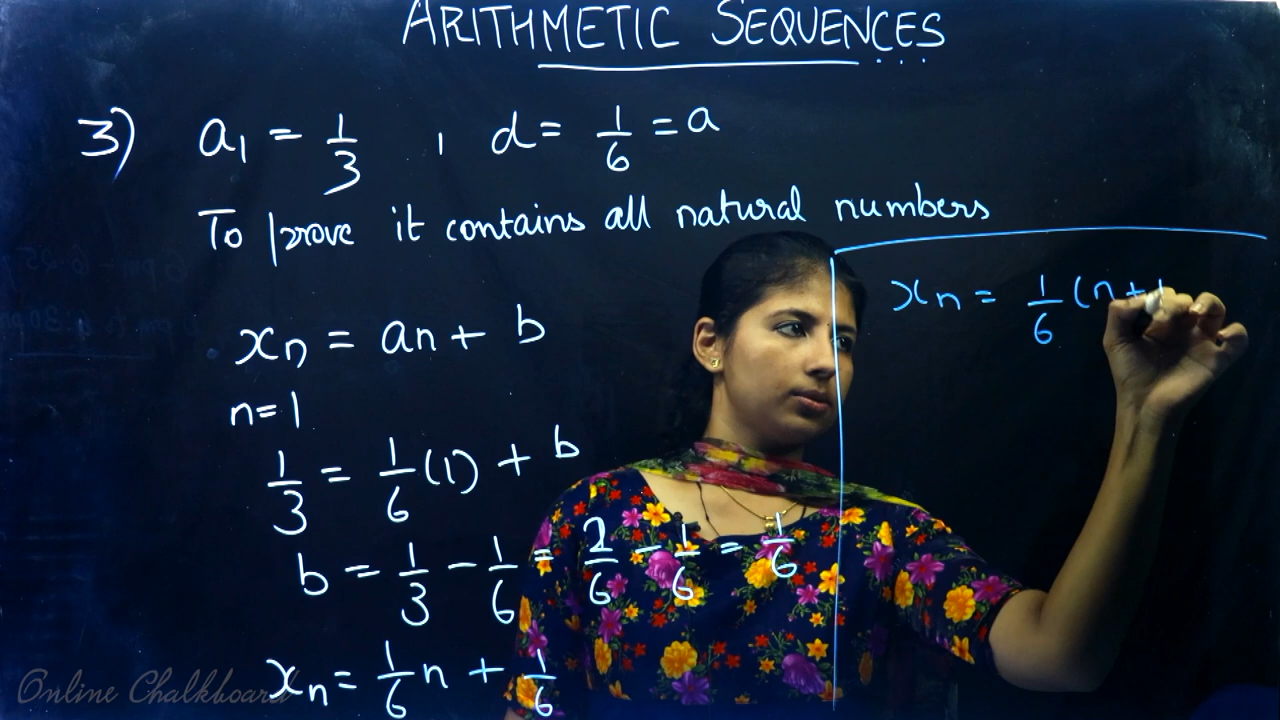 ARITHMETIC SEQUENCES...
3) a₁ = 1/3 , d = 1/6 = a
To prove it contains all natural numbers
xₙ = an + b
n=1
1/3 = 1/6 (1) + b
b = 1/3 - 1/6 = 2/6 - 1/6 = 1/6
xₙ = 1/6 n + 1/6
xₙ = 1/6 (n+1
Online Chalkboard